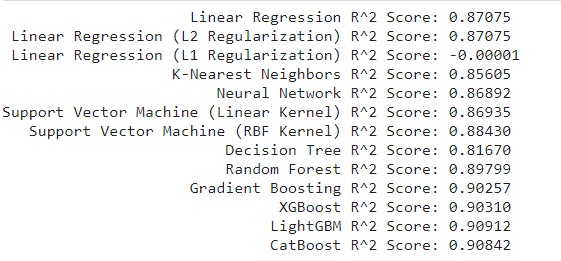 Linear Regression R^2 Score: 0.87075
Linear Regression (L2 Regularization) R^2 Score: 0.87075
Linear Regression (L1 Regularization) R^2 Score: -0.00001
K-Nearest Neighbors R^2 Score: 0.85605
Neural Network R^2 Score: 0.86892
Support Vector Machine (Linear Kernel) R^2 Score: 0.86935
Support Vector Machine (RBF Kernel) R^2 Score: 0.88430
Decision Tree R^2 Score: 0.81670
Random Forest R^2 Score: 0.89799
Gradient Boosting R^2 Score: 0.90257
XGBoost R^2 Score: 0.90310
LightGBM R^2 Score: 0.90912
CatBoost R^2 Score: 0.90842